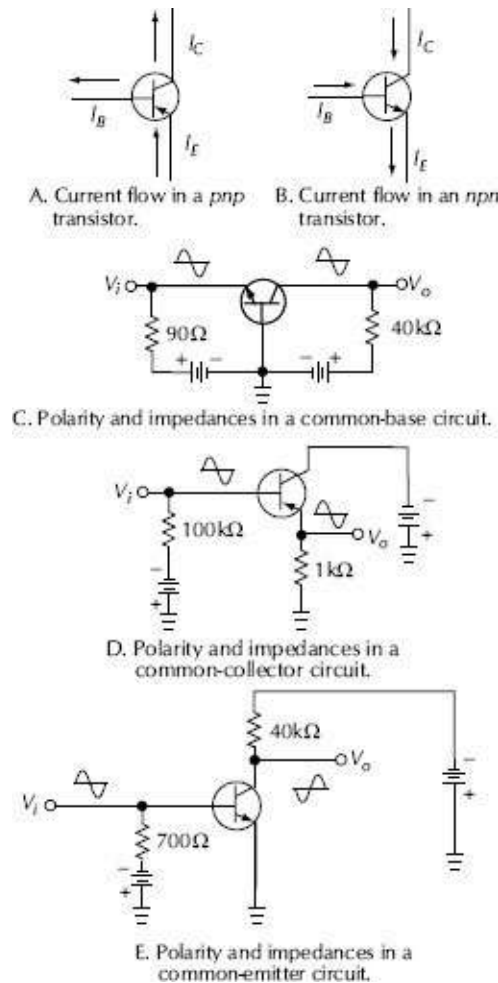 I_C
I_C
I_B
I_E
I_B
I_E
A. Current flow in a pnp
transistor.
B. Current flow in an npn
transistor.
V_i
V_o
90Ω
40kΩ
+ -
- +
C. Polarity and impedances in a common-base circuit.
V_i
100kΩ
V_o
1kΩ
-
+
-
+
D. Polarity and impedances in a
common-collector circuit.
40kΩ
V_o
V_i
700Ω
-
+
-
+
E. Polarity and impedances in a
common-emitter circuit.